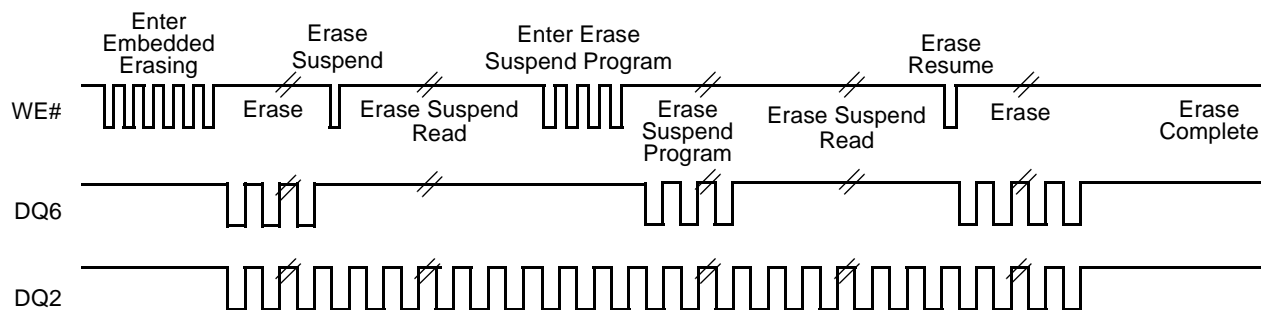 Enter
Embedded
Erasing
Erase
Suspend
Enter Erase
Suspend Program
Erase
Resume
WE#
Erase
Erase Suspend
Read
Erase
Suspend
Program
Erase Suspend
Read
Erase
Erase
Complete
DQ6
DQ2